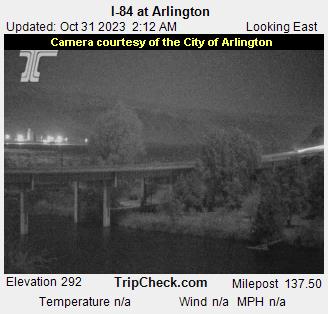 I-84 at Arlington
Updated: Oct 31 2023 2:12 AM Looking East
Camera courtesy of the City of Arlington
Elevation 292 TripCheck.com Milepost 137.50
Temperature n/a Wind n/a MPH n/a